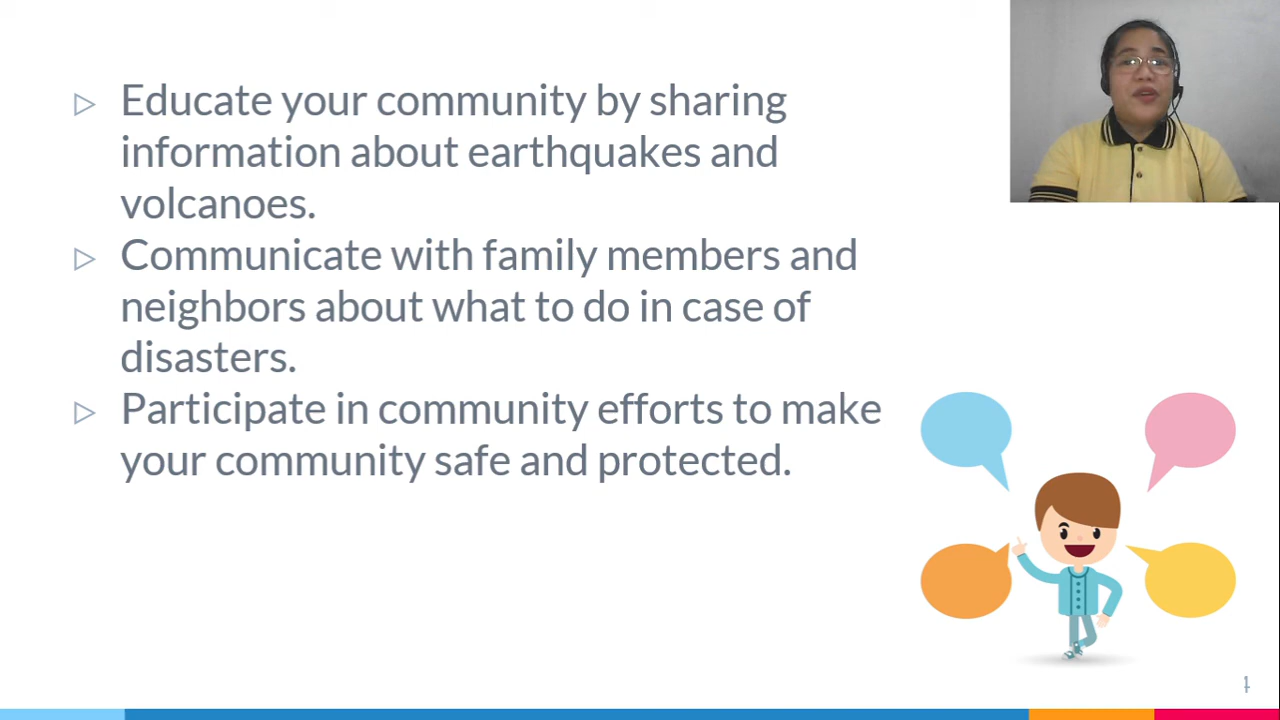 Educate your community by sharing
information about earthquakes and
volcanoes.
Communicate with family members and
neighbors about what to do in case of
disasters.
Participate in community efforts to make
your community safe and protected.